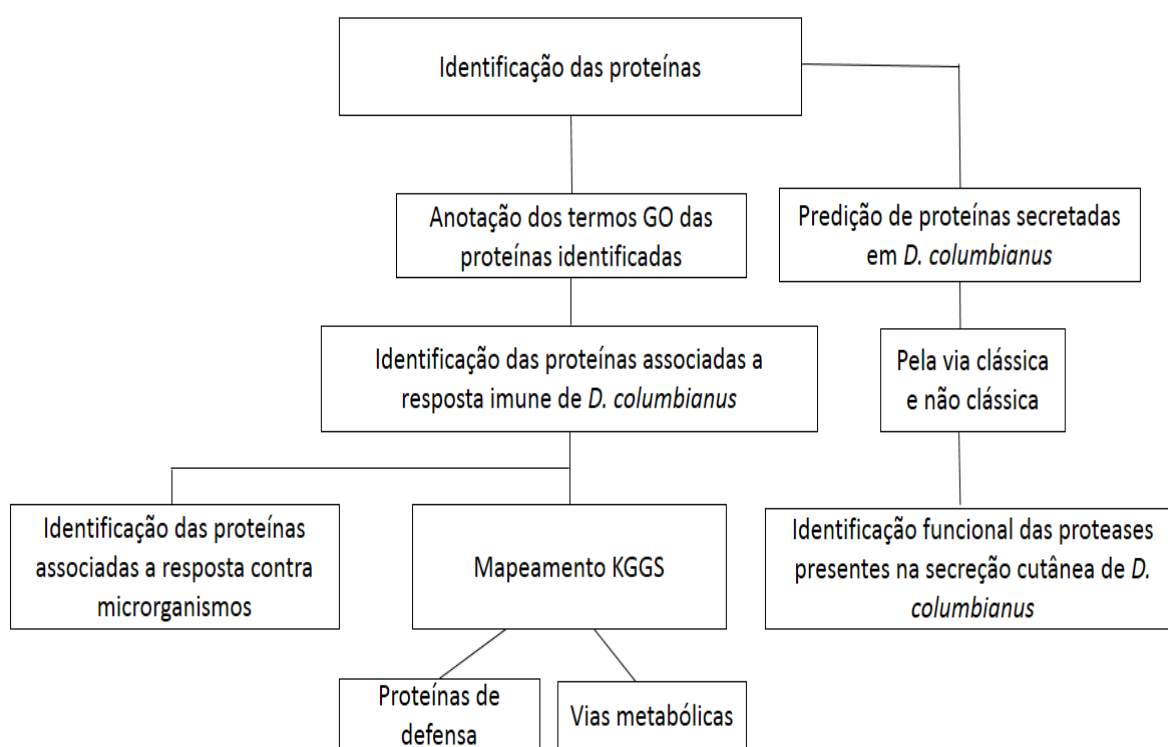 Identificação das proteínas
Anotação dos termos GO das
proteínas identificadas
Predição de proteínas secretadas
em D. columbianus
Identificação das proteínas associadas a
resposta imune de D. columbianus
Pela via clássica
e não clássica
Identificação das proteínas
associadas a resposta contra
microrganismos
Mapeamento KGGS
Identificação funcional das proteases
presentes na secreção cutânea de D.
columbianus
Proteínas de
defensa
Vias metabólicas